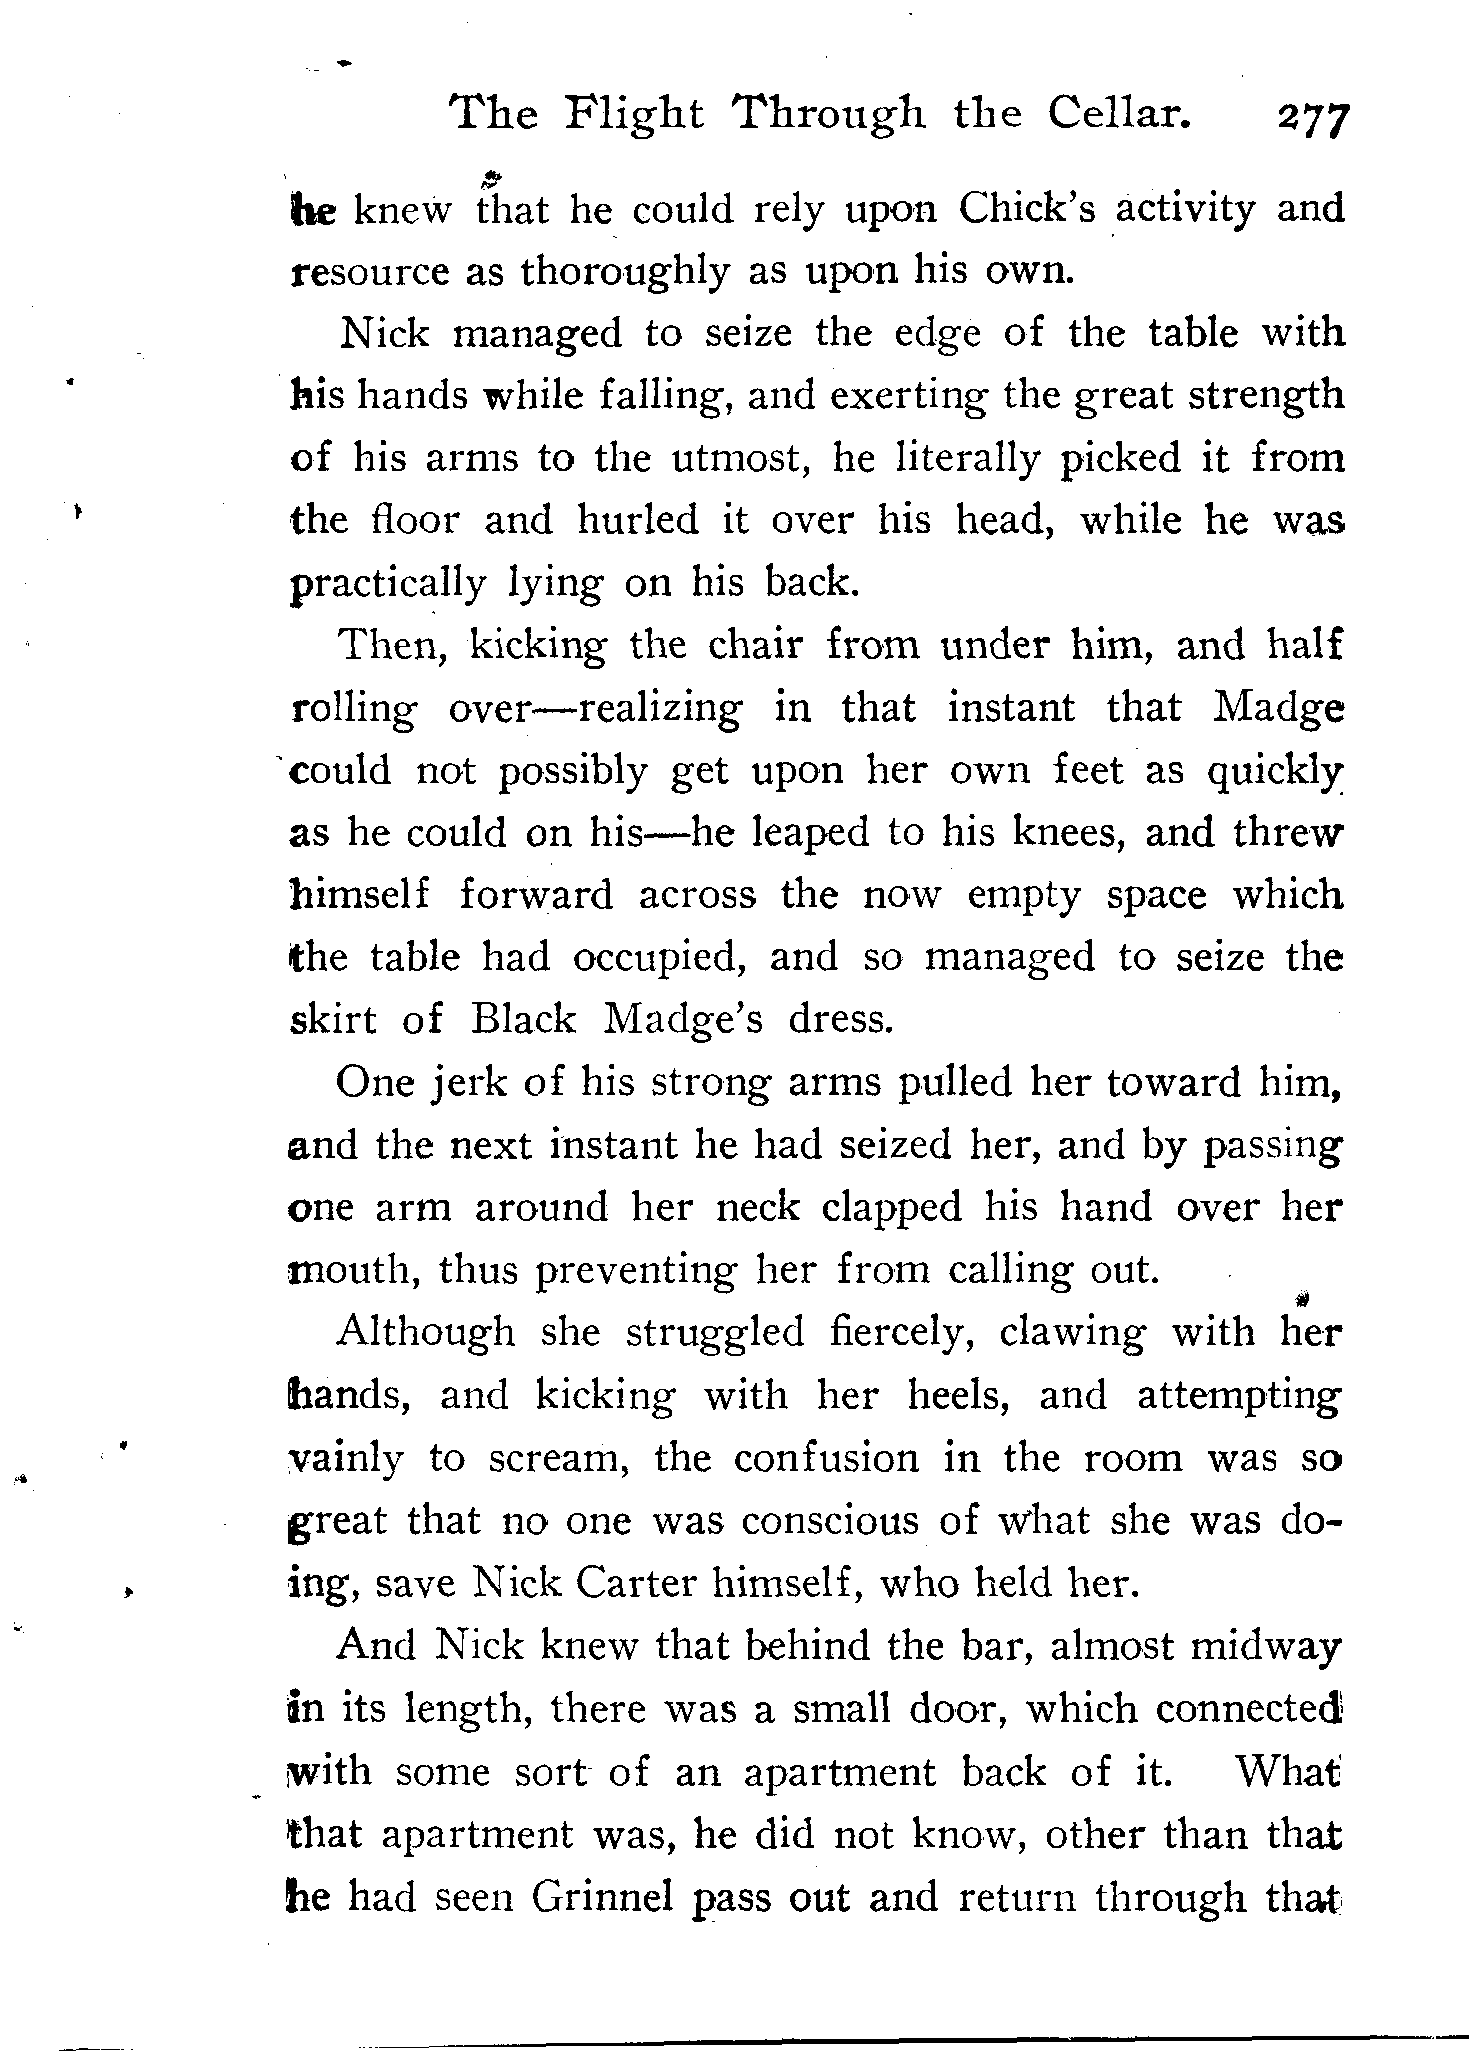 The Flight Through the Cellar. 277
he knew that he could rely upon Chick's activity and
resource as thoroughly as upon his own.
Nick managed to seize the edge of the table with
his hands while falling, and exerting the great strength
of his arms to the utmost, he literally picked it from
the floor and hurled it over his head, while he was
practically lying on his back.
Then, kicking the chair from under him, and half
rolling over—realizing in that instant that Madge
could not possibly get upon her own feet as quickly
as he could on his—he leaped to his knees, and threw
himself forward across the now empty space which
the table had occupied, and so managed to seize the
skirt of Black Madge's dress.
One jerk of his strong arms pulled her toward him,
and the next instant he had seized her, and by passing
one arm around her neck clapped his hand over her
mouth, thus preventing her from calling out.
Although she struggled fiercely, clawing with her
hands, and kicking with her heels, and attempting
vainly to scream, the confusion in the room was so
great that no one was conscious of what she was do-
ing, save Nick Carter himself, who held her.
And Nick knew that behind the bar, almost midway
in its length, there was a small door, which connected
with some sort of an apartment back of it. What
that apartment was, he did not know, other than that
he had seen Grinnel pass out and return through that